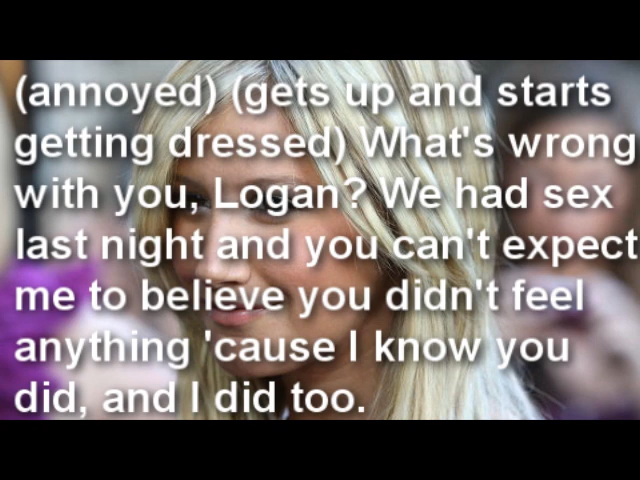 (annoyed) (gets up and starts
getting dressed) What's wrong
with you, Logan? We had sex
last night and you can't expect
me to believe you didn't feel
anything 'cause I know you
did, and I did too.